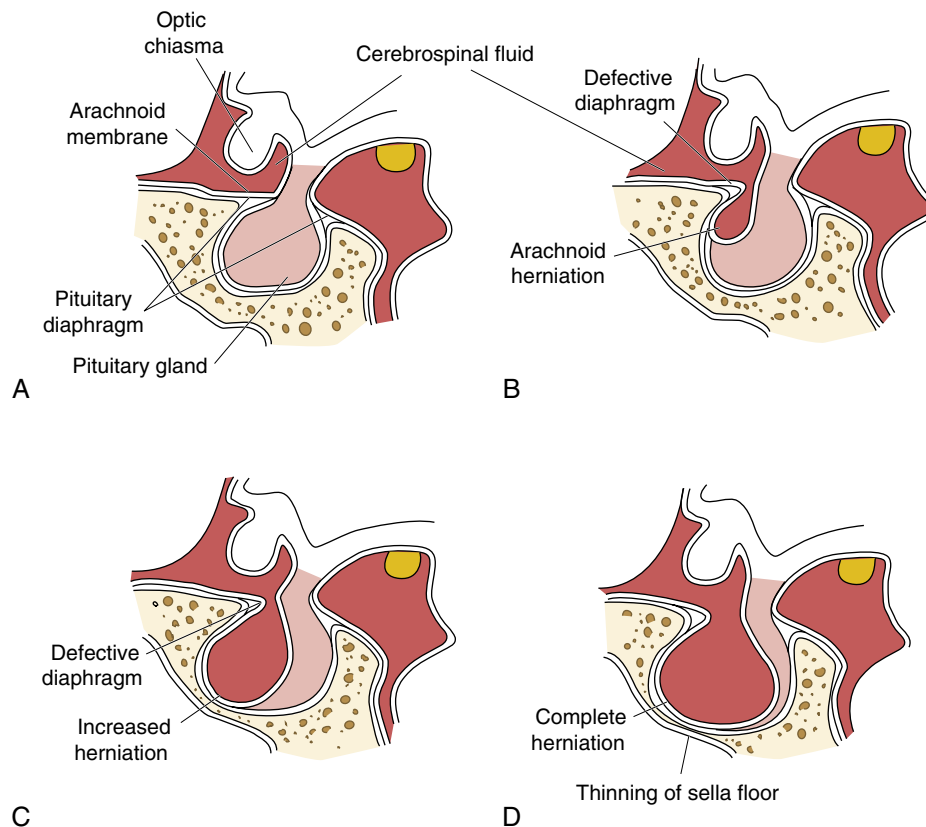 Optic
chiasma
Cerebrospinal fluid
Arachnoid
membrane
Pituitary
diaphragm
Pituitary gland
A
Defective
diaphragm
Arachnoid
herniation
B
Defective
diaphragm
Increased
herniation
C
Complete
herniation
Thinning of sella floor
D